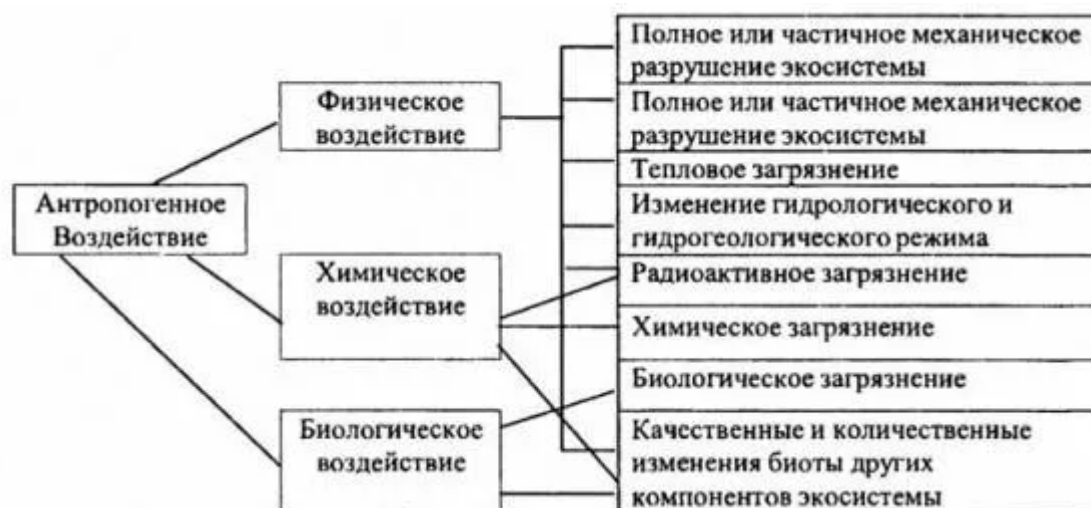 Антропогенное
Воздействие
Физическое
воздействие
Химическое
воздействие
Биологическое
воздействие
Полное или частичное механическое
разрушение экосистемы
Полное или частичное механическое
разрушение экосистемы
Тепловое загрязнение
Изменение гидрологического и
гидрогеологического режима
Радиоактивное загрязнение
Химическое загрязнение
Биологическое загрязнение
Качественные и количественные
изменения биоты других
компонентов экосистемы